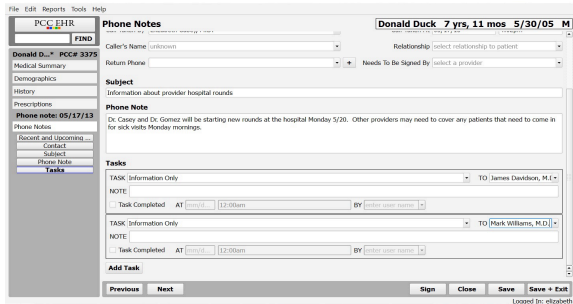 File Edit Reports Tools Help
PCC EHR
FIND
Phone Notes
Donald Duck 7 yrs, 11 mos 5/30/05 M
Donald D...* PCC# 3375
Medical Summary
Demographics
History
Prescriptions
Phone note: 05/17/13
Phone Notes
Recent and Upcoming ...
Contact
Subject
Phone Note
Tasks
Caller's Name unknown
Relationship select relationship to patient
Return Phone + Needs To Be Signed By select a provider
Subject
Information about provider hospital rounds
Phone Note
Dr. Casey and Dr. Gomez will be starting new rounds at the hospital Monday 5/20. Other providers may need to cover any patients that need to come in
for sick visits Monday mornings.
Tasks
TASK Information Only TO James Davidson, M.D.
NOTE
Task Completed AT mm/d... 12:00am BY enter user name
TASK Information Only TO Mark Williams, M.D.
NOTE
Task Completed AT mm/d... 12:00am BY enter user name
Add Task
Previous Next Sign Close Save Save + Exit
Logged In: elizabeth